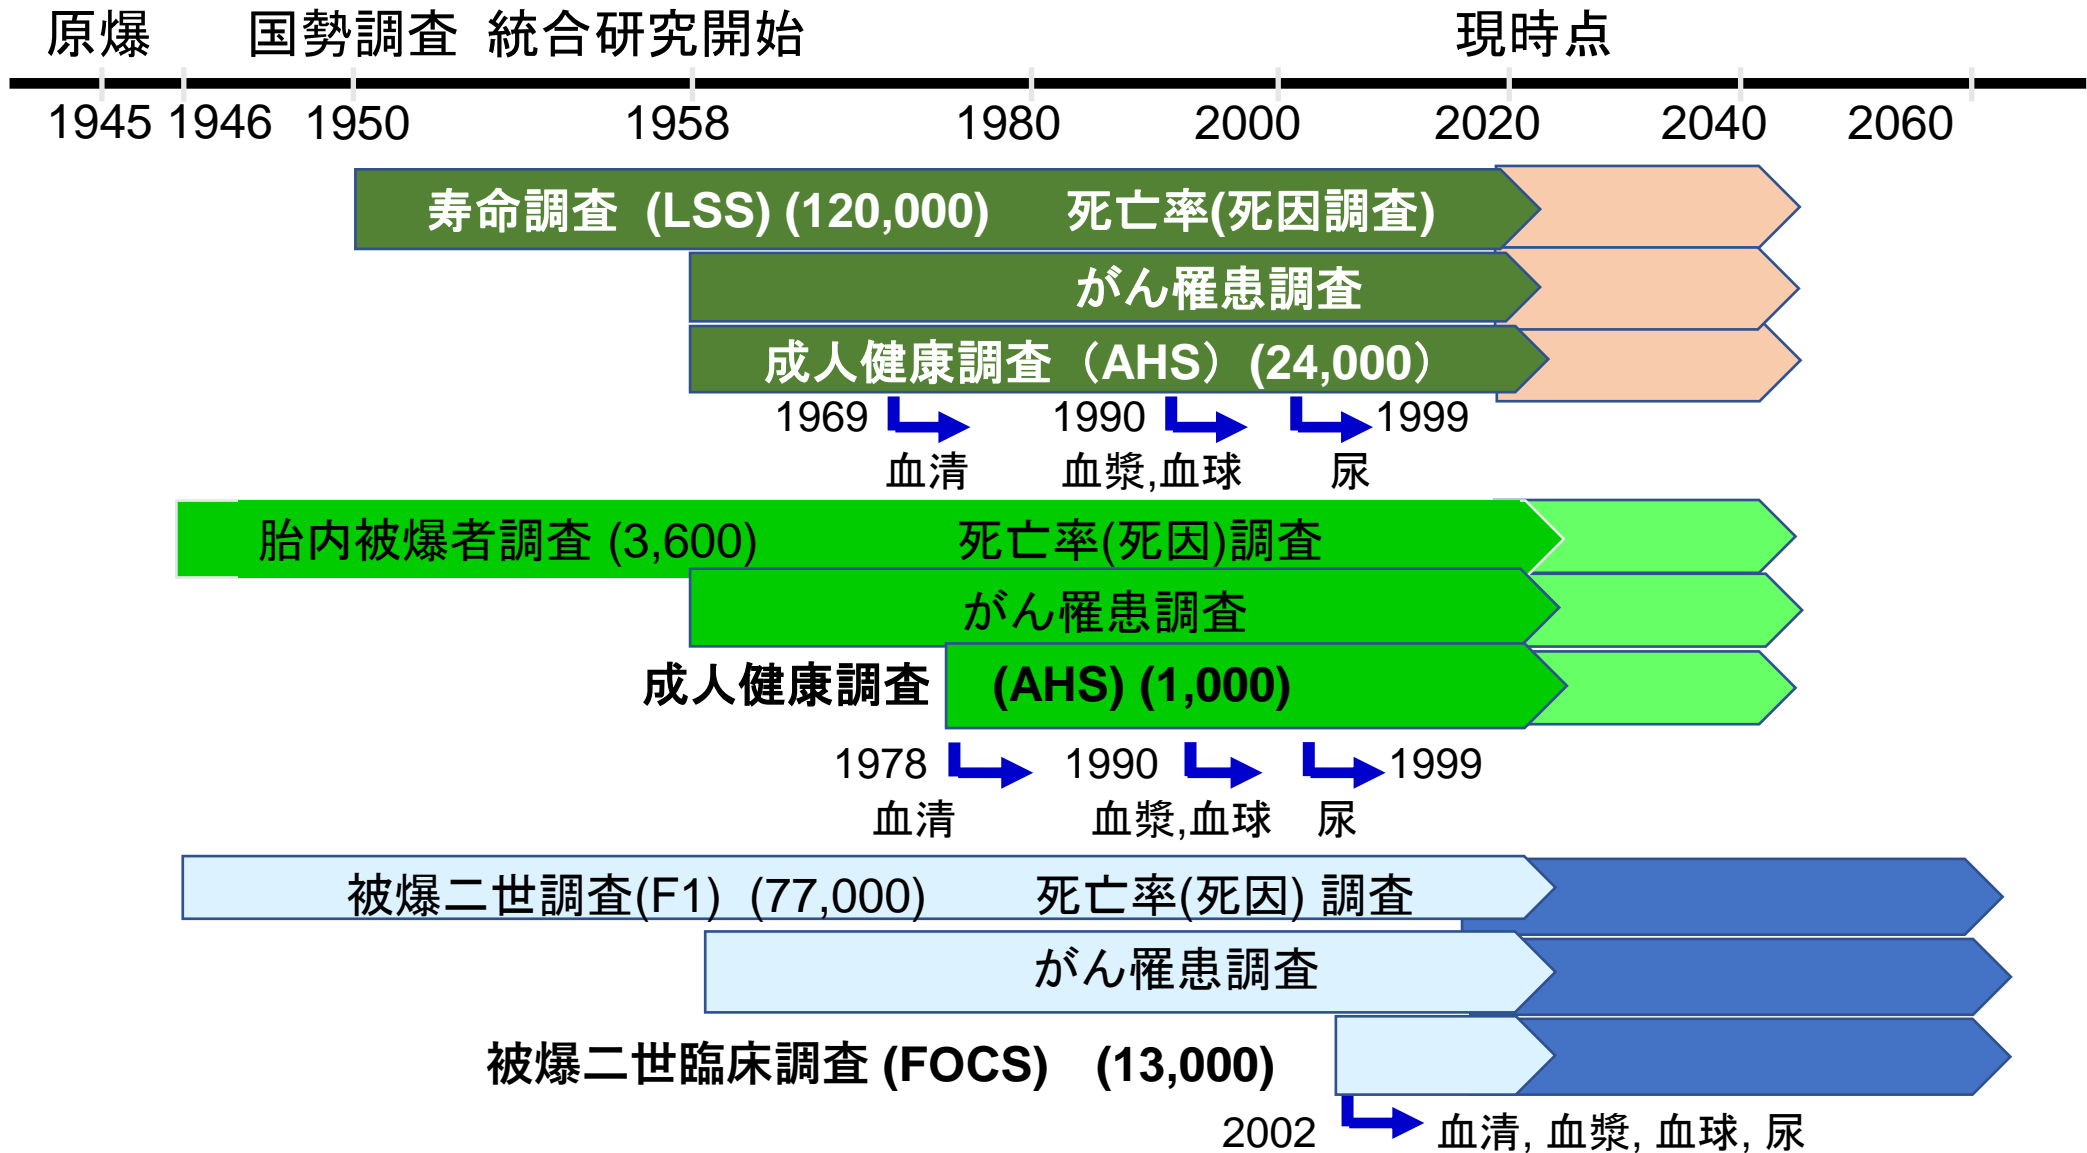 原爆 国勢調査 統合研究開始 現時点
1945 1946 1950 1958 1980 2000 2020 2040 2060
寿命調査 (LSS) (120,000) 死亡率(死因調査)
がん罹患調査
成人健康調査（AHS）(24,000）
1969 1990 1999
血清 血漿,血球 尿
胎内被爆者調査 (3,600) 死亡率(死因)調査
がん罹患調査
成人健康調査 (AHS) (1,000)
1978 1990 1999
血清 血漿,血球 尿
被爆二世調査(F1) (77,000) 死亡率(死因) 調査
がん罹患調査
被爆二世臨床調査 (FOCS) (13,000)
2002 血清, 血漿, 血球, 尿